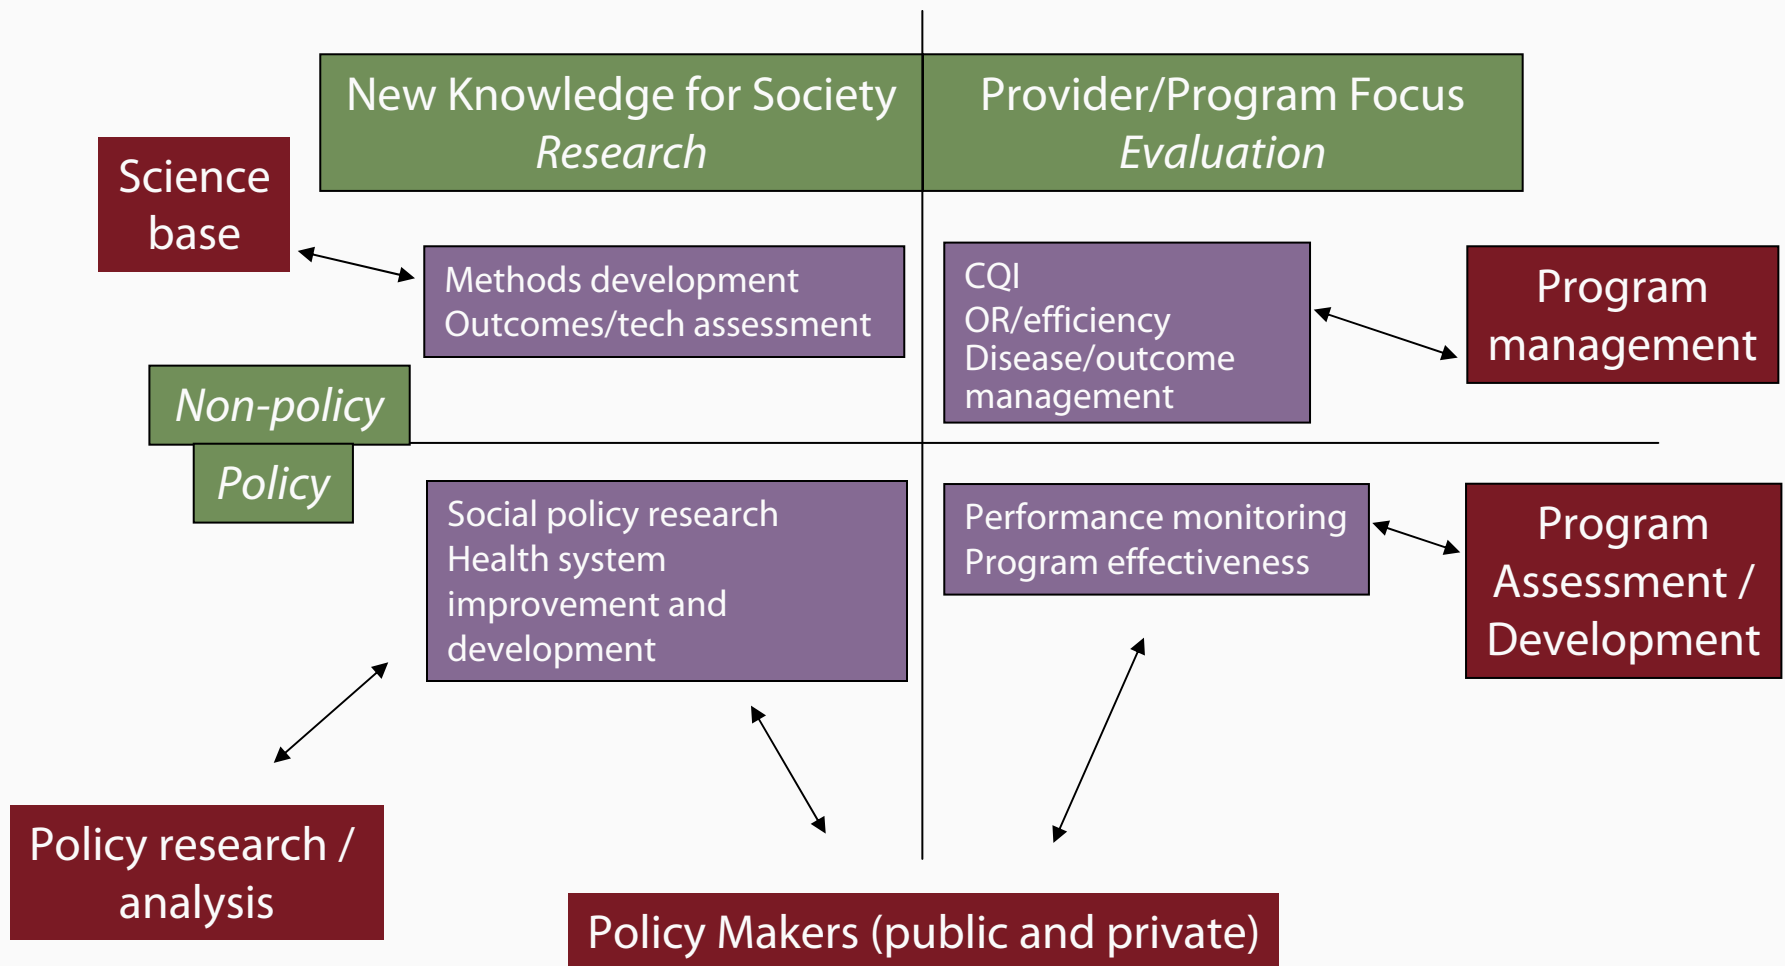 New Knowledge for Society
Research
Provider/Program Focus
Evaluation
Science
base
Methods development
Outcomes/tech assessment
CQI
OR/efficiency
Disease/outcome
management
Program
management
Non-policy
Policy
Social policy research
Health system
improvement and
development
Performance monitoring
Program effectiveness
Program
Assessment /
Development
Policy research /
analysis
Policy Makers (public and private)